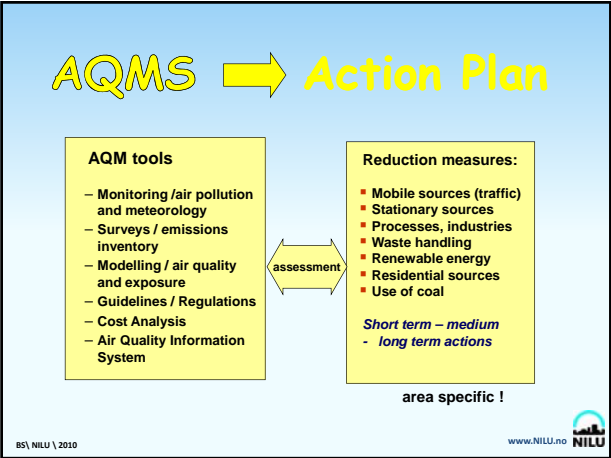 AQMS Action Plan
AQM tools
– Monitoring /air pollution
and meteorology
– Surveys / emissions
inventory
– Modelling / air quality
and exposure
– Guidelines / Regulations
– Cost Analysis
– Air Quality Information
System
assessment
Reduction measures:
▪ Mobile sources (traffic)
▪ Stationary sources
▪ Processes, industries
▪ Waste handling
▪ Renewable energy
▪ Residential sources
▪ Use of coal
Short term – medium
- long term actions
area specific !
BS\ NILU \ 2010
www.NILU.no
NILU